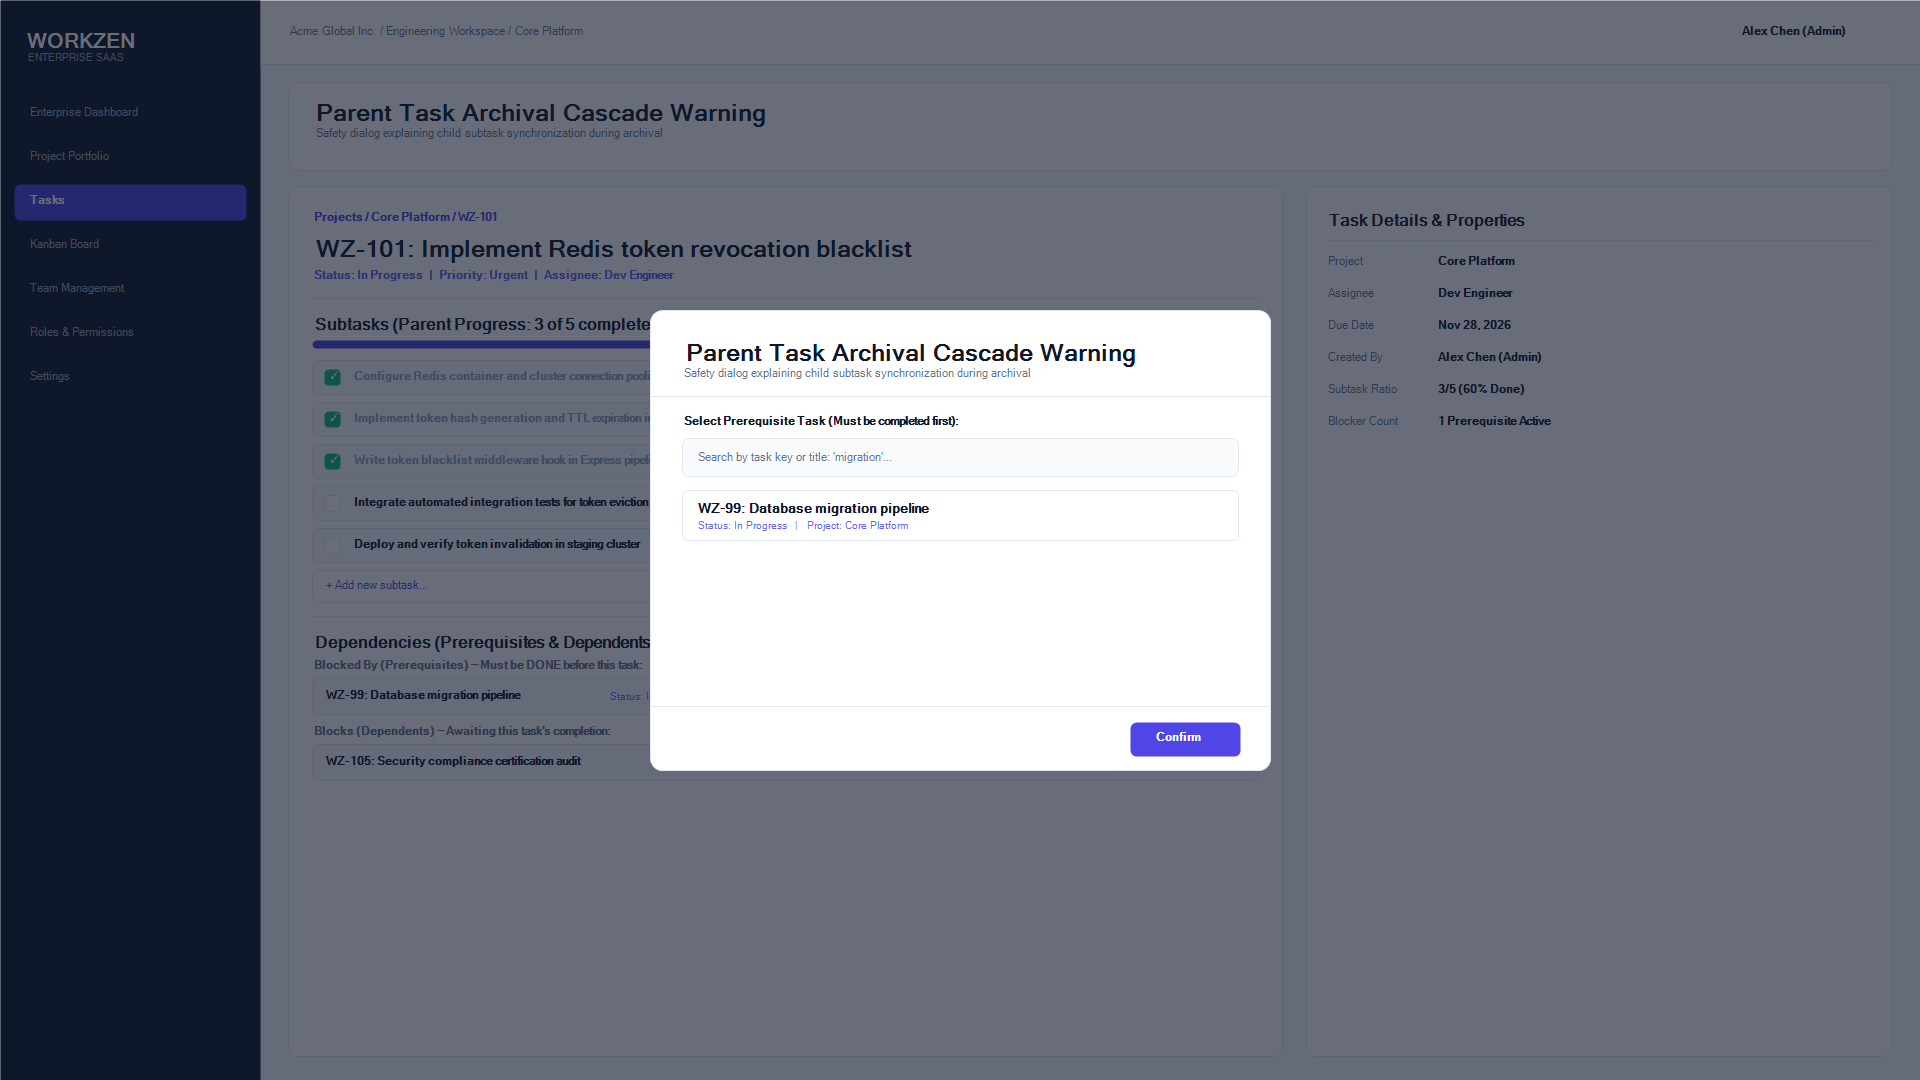 WORKZEN
ENTERPRISE SAAS
Enterprise Dashboard
Project Portfolio
Tasks
Kanban Board
Team Management
Roles & Permissions
Settings
Acme Global Inc. / Engineering Workspace / Core Platform
Alex Chen (Admin)
Parent Task Archival Cascade Warning
Safety dialog explaining child subtask synchronization during archival
Projects / Core Platform / WZ-101
WZ-101: Implement Redis token revocation blacklist
Status: In Progress | Priority: Urgent | Assignee: Dev Engineer
Subtasks (Parent Progress: 3 of 5 complete
Configure Redis container and cluster connection pooli
Implement token hash generation and TTL expiration i
Write token blacklist middleware hook in Express pipeli
Integrate automated integration tests for token eviction
Deploy and verify token invalidation in staging cluster
+ Add new subtask...
Dependencies (Prerequisites & Dependents
Blocked By (Prerequisites) — Must be DONE before this task:
WZ-99: Database migration pipeline
Status: I
Blocks (Dependents) — Awaiting this task's completion:
WZ-105: Security compliance certification audit
Parent Task Archival Cascade Warning
Safety dialog explaining child subtask synchronization during archival
Select Prerequisite Task (Must be completed first):
Search by task key or title: 'migration'...
WZ-99: Database migration pipeline
Status: In Progress | Project: Core Platform
Confirm
Task Details & Properties
Project Core Platform
Assignee Dev Engineer
Due Date Nov 28, 2026
Created By Alex Chen (Admin)
Subtask Ratio 3/5 (60% Done)
Blocker Count 1 Prerequisite Active